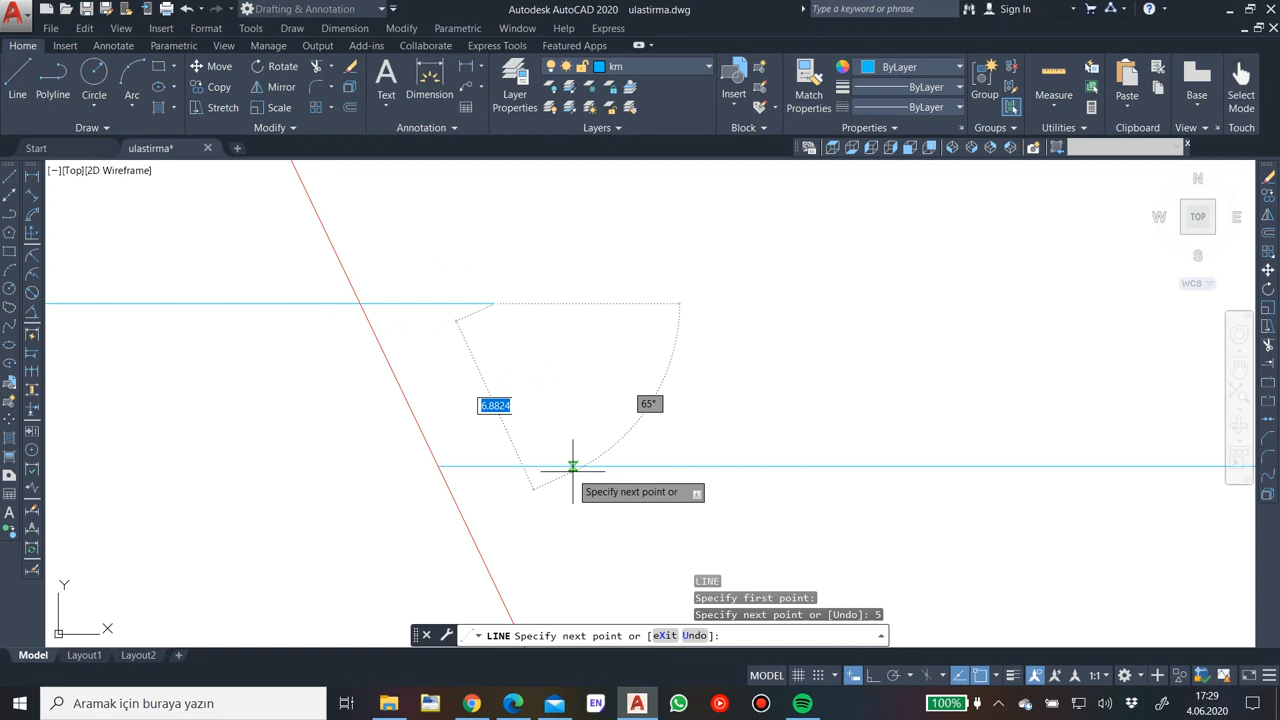 Drafting & Annotation
Autodesk AutoCAD 2020 ulastirma.dwg
Type a keyword or phrase
Sign In
File Edit View Insert Format Tools Draw Dimension Modify Parametric Window Help Express
Home Insert Annotate Parametric View Manage Output Add-ins Collaborate Express Tools Featured Apps
Line
Polyline
Circle
Arc
Draw
Move
Copy
Stretch
Rotate
Mirror
Scale
Modify
Text
Dimension
Annotation
Layer
Properties
km
Layers
Insert
Block
Match
Properties
ByLayer
ByLayer
ByLayer
Properties
Group
Groups
Measure
Utilities
Paste
Clipboard
Base
View
Select
Mode
Touch
Start
ulastirma*
[−][Top][2D Wireframe]
N
W
TOP
E
S
WCS
6.8824
65°
Specify next point or
Y
X
LINE
Specify first point:
Specify next point or [Undo]: 5
LINE Specify next point or [eXit Undo]:
Model Layout1 Layout2
MODEL
1:1
Aramak için buraya yazın
EN
100%
17:29
4.06.2020